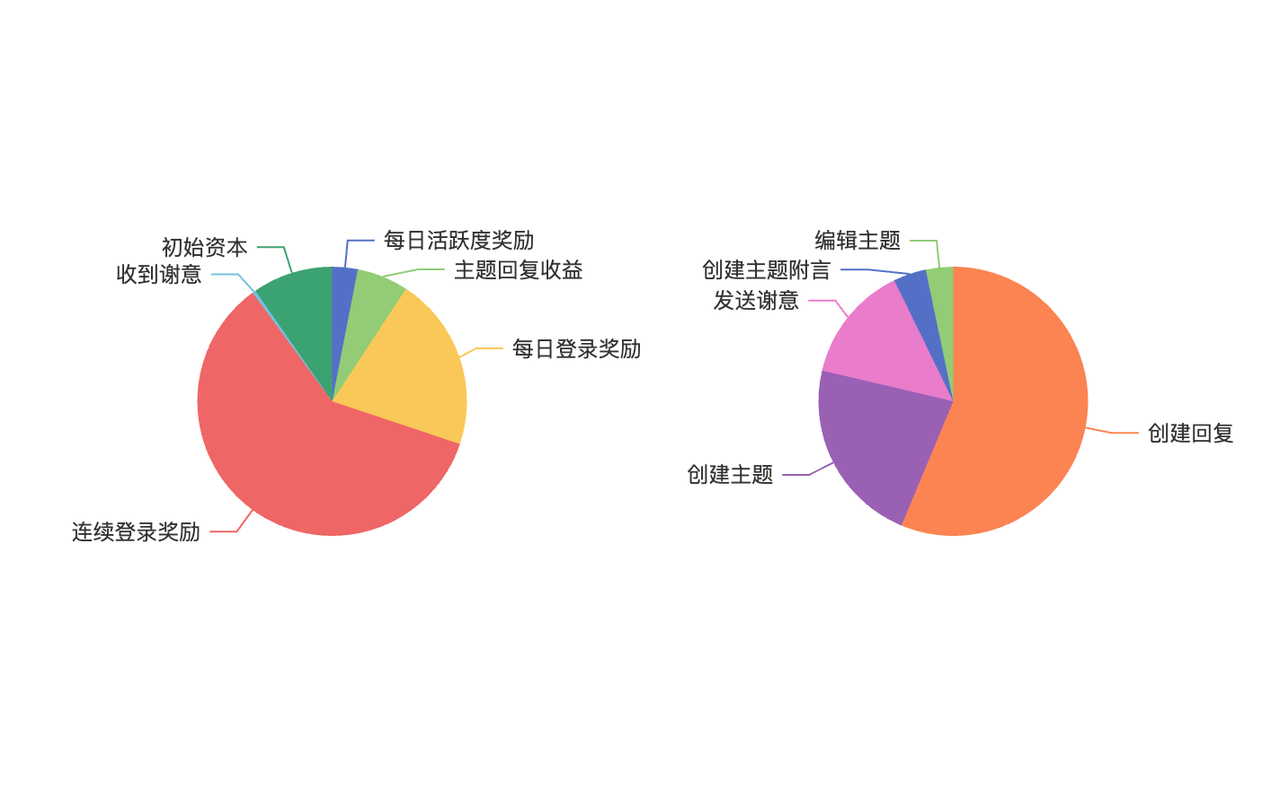 初始资本
收到谢意
每日活跃度奖励
主题回复收益
每日登录奖励
连续登录奖励
编辑主题
创建主题附言
发送谢意
创建主题
创建回复